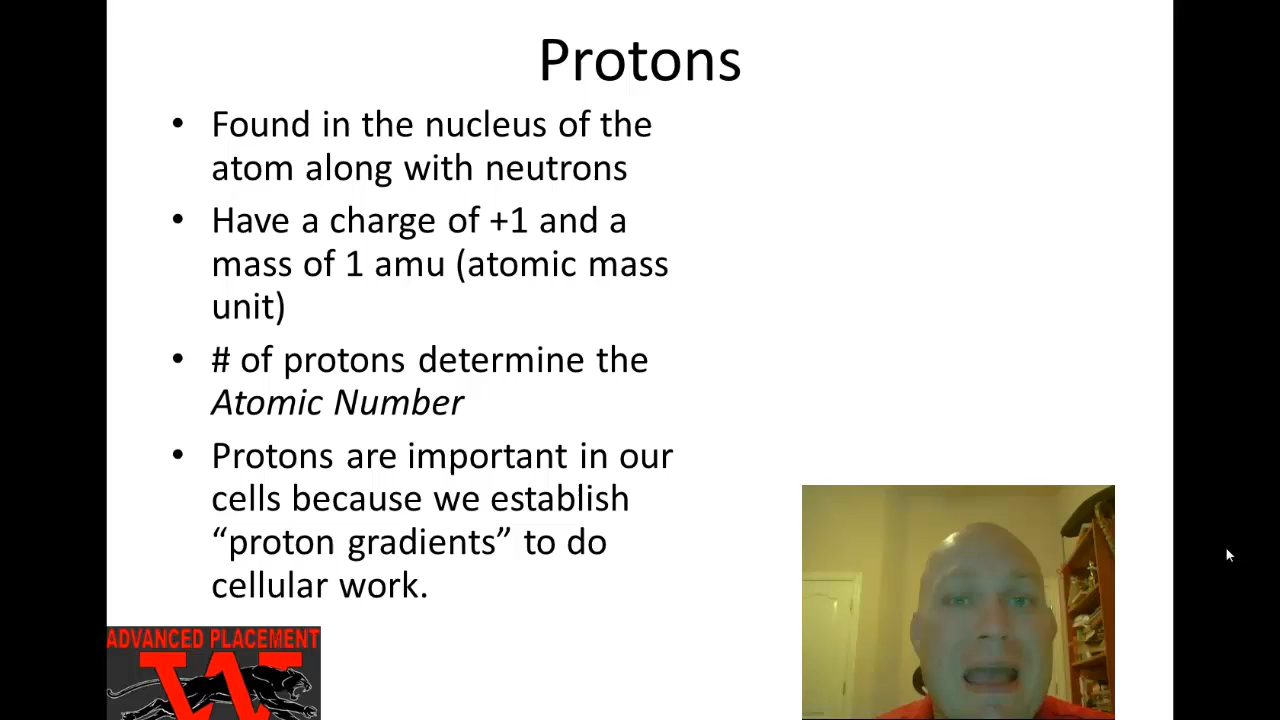 Protons
• Found in the nucleus of the
atom along with neutrons
• Have a charge of +1 and a
mass of 1 amu (atomic mass
unit)
• # of protons determine the
Atomic Number
• Protons are important in our
cells because we establish
“proton gradients” to do
cellular work.
ADVANCED PLACEMENT
W